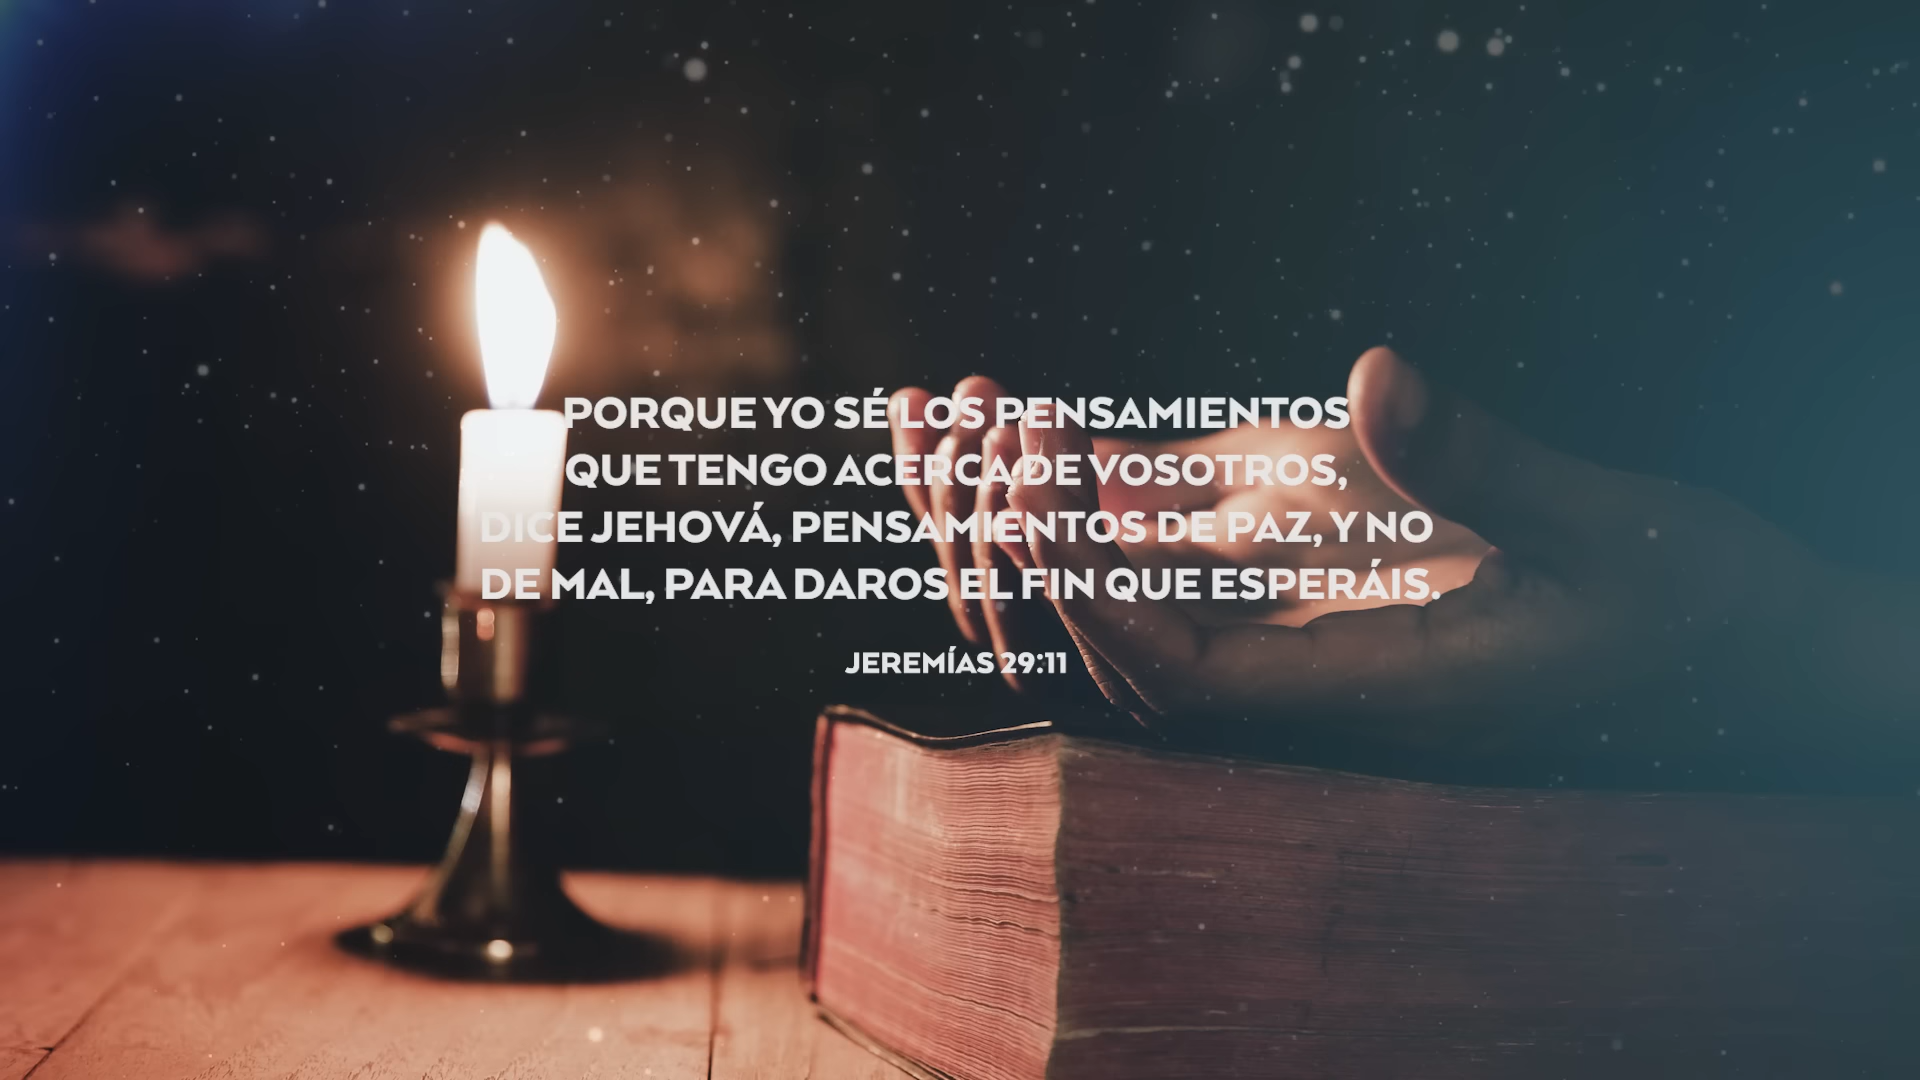 PORQUE YO SÉ LOS PENSAMIENTOS
QUE TENGO ACERCA DE VOSOTROS,
DICE JEHOVÁ, PENSAMIENTOS DE PAZ, Y NO
DE MAL, PARA DAROS EL FIN QUE ESPERÁIS.
JEREMÍAS 29:11